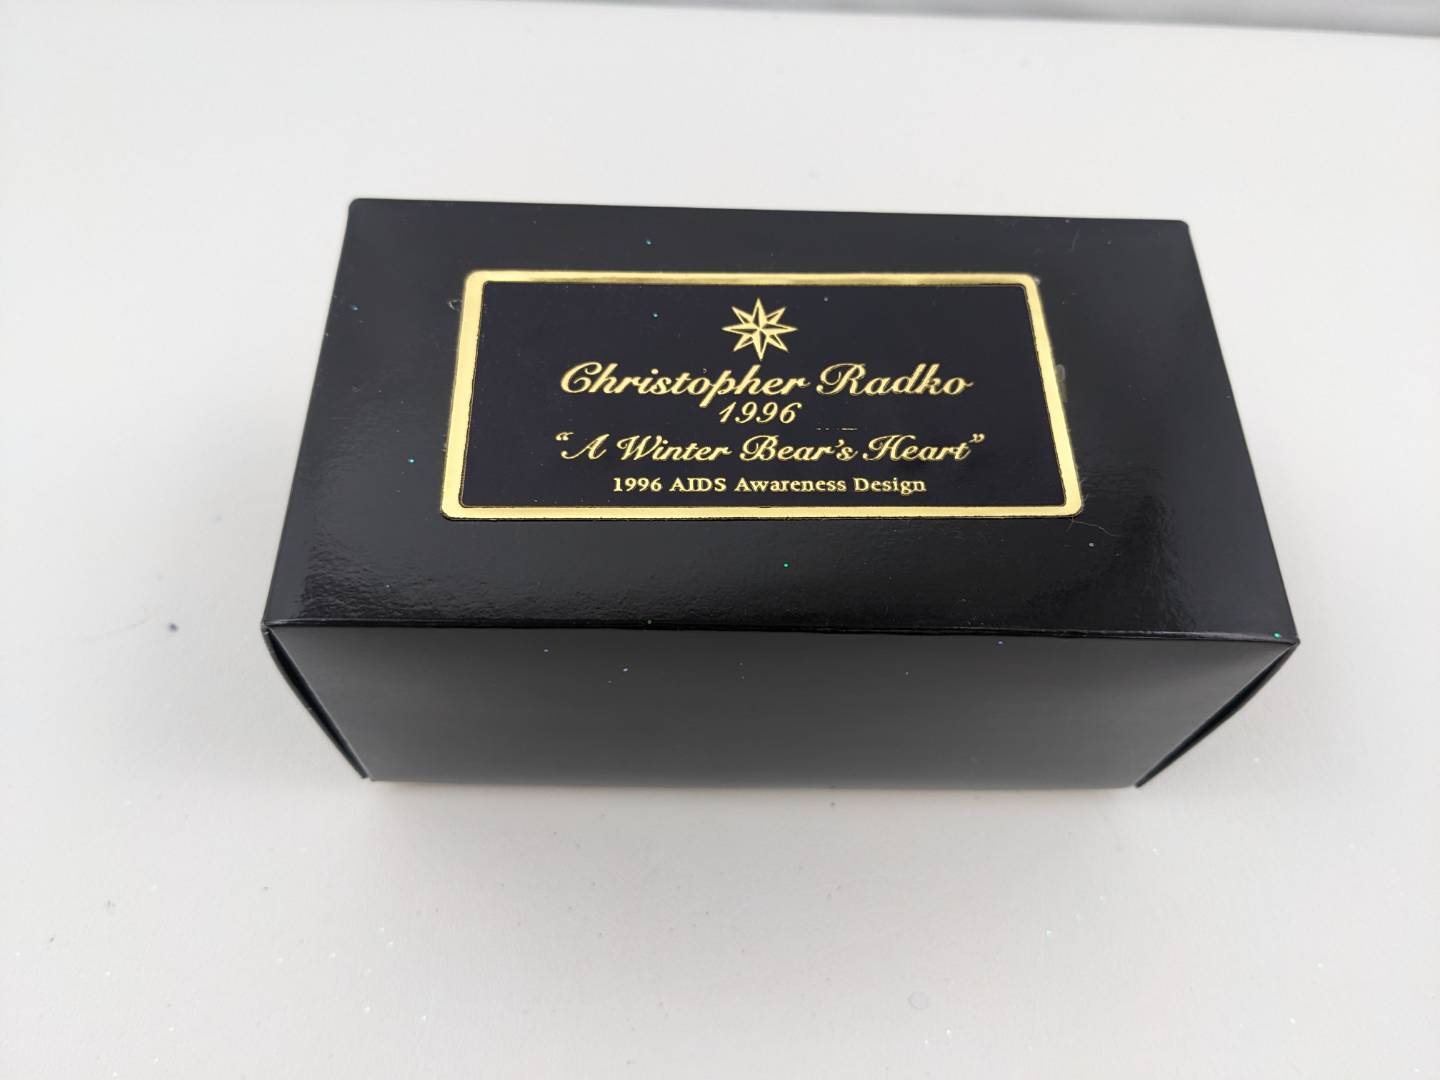 Christopher Radko
1996
“A Winter Bear’s Heart”
1996 AIDS Awareness Design